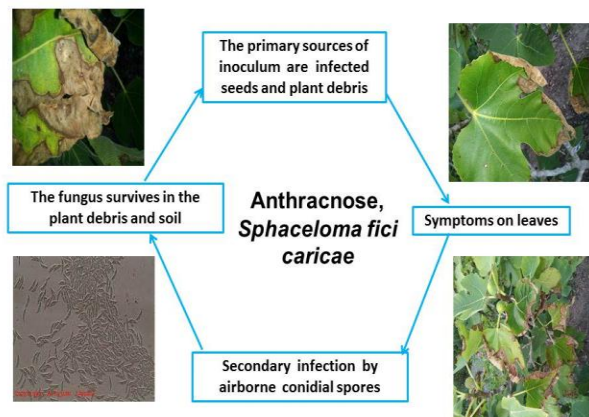 The primary sources of
inoculum are infected
seeds and plant debris
The fungus survives in the
plant debris and soil
Anthracnose,
Sphaceloma fici
caricae
Symptoms on leaves
Secondary infection by
airborne conidial spores